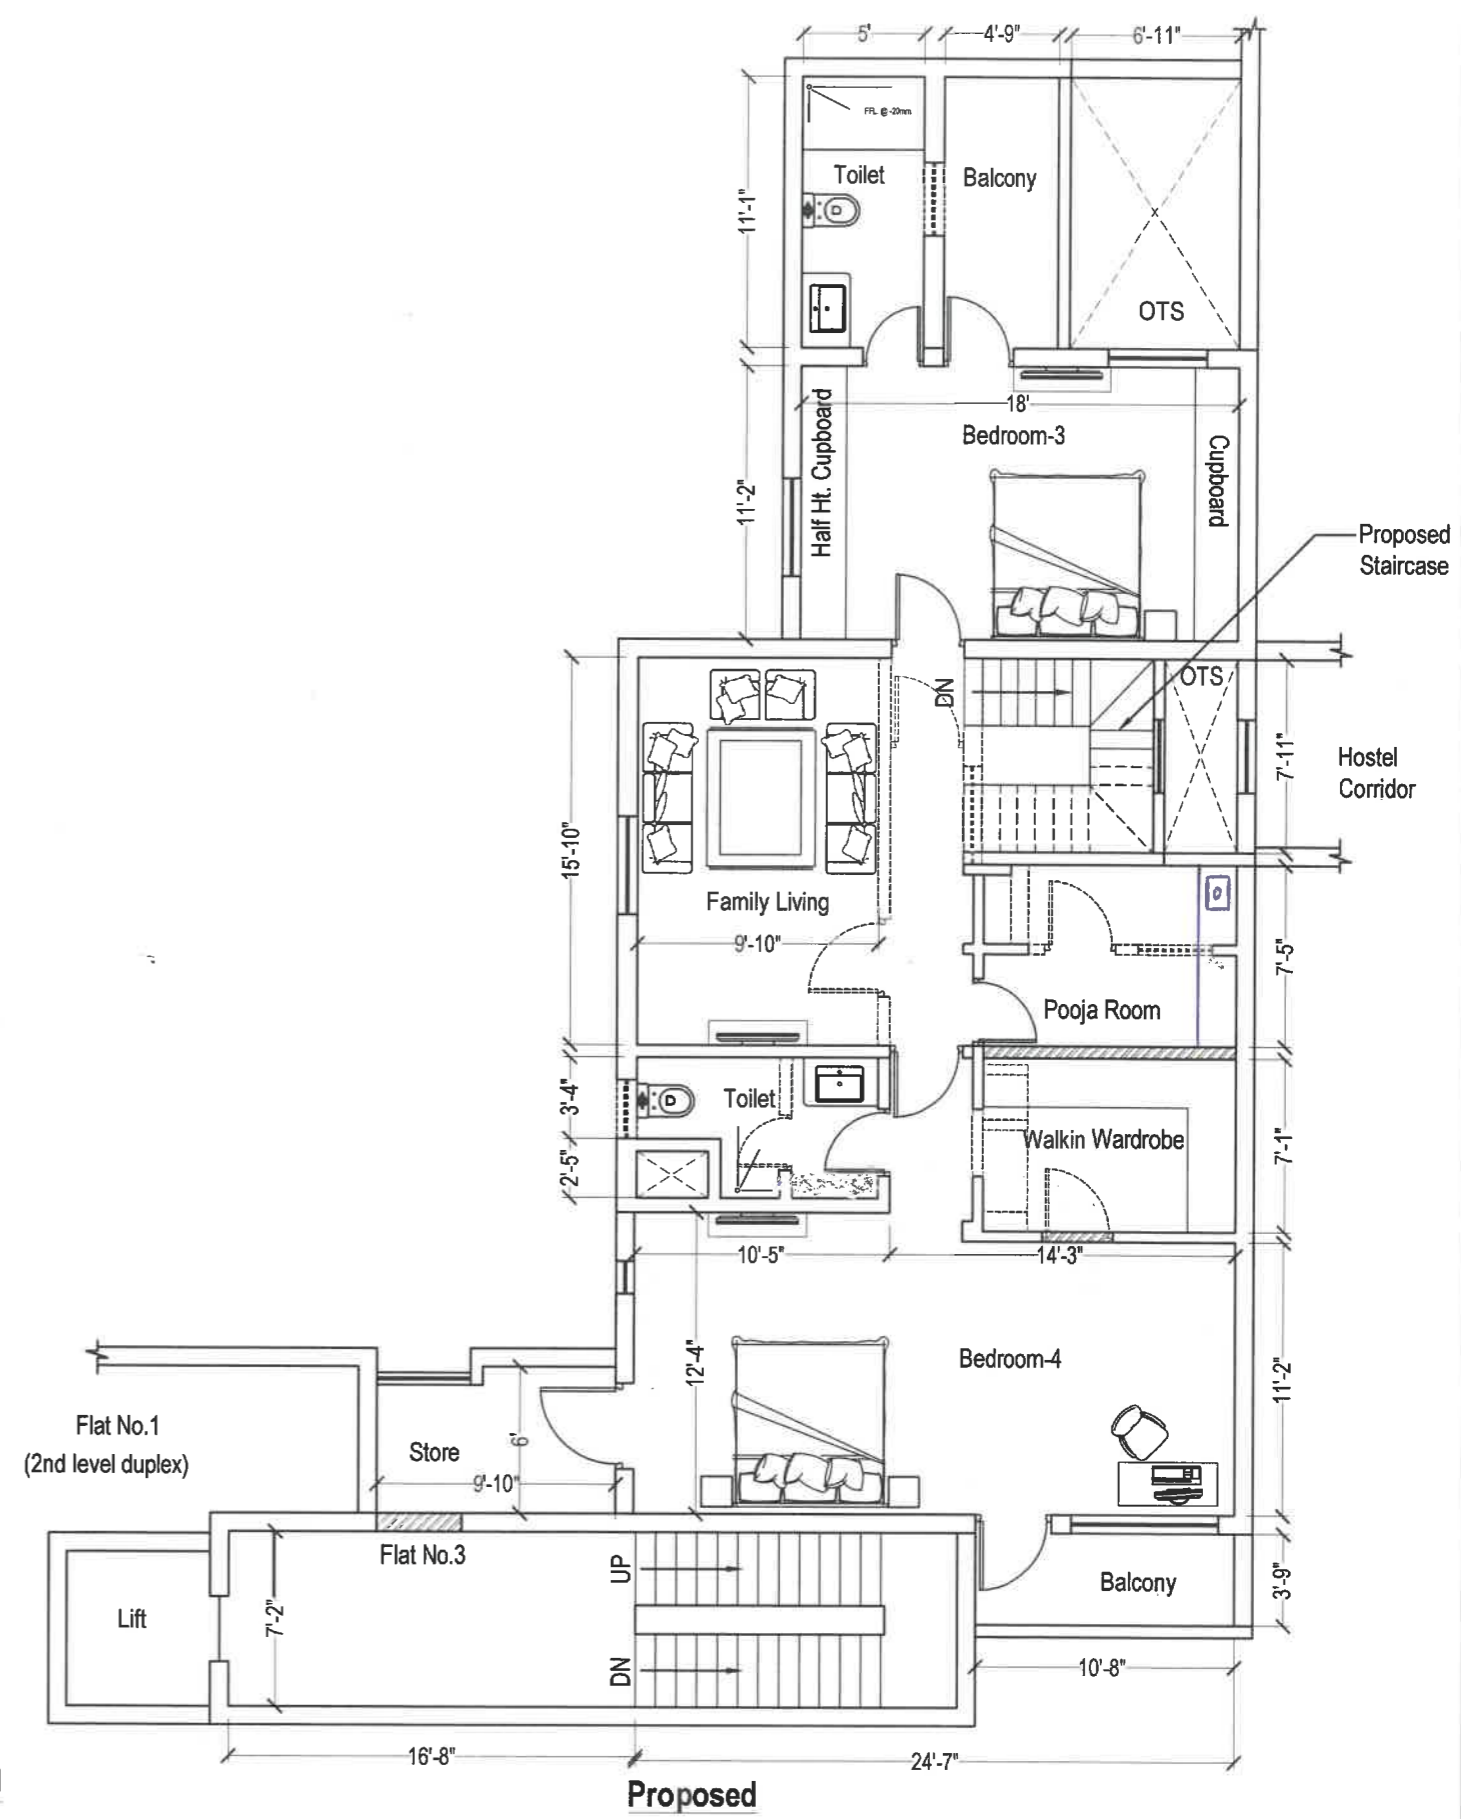 5'
4'-9"
6'-11"
FFL @ -20mm
Toilet
Balcony
11'-1"
OTS
18'
Bedroom-3
Half Ht. Cupboard
Cupboard
11'-2"
Proposed
Staircase
OTS
DN
7'-11"
Hostel
Corridor
15'-10"
Family Living
9'-10"
7'-5"
Pooja Room
3'-4"
Toilet
2'-5"
Walkin Wardrobe
7'-1"
10'-5"
14'-3"
12'-4"
Bedroom-4
11'-2"
Flat No.1
(2nd level duplex)
Store
6'
9'-10"
Flat No.3
UP
Balcony
3'-9"
Lift
7'-2"
DN
10'-8"
16'-8"
24'-7"
Proposed